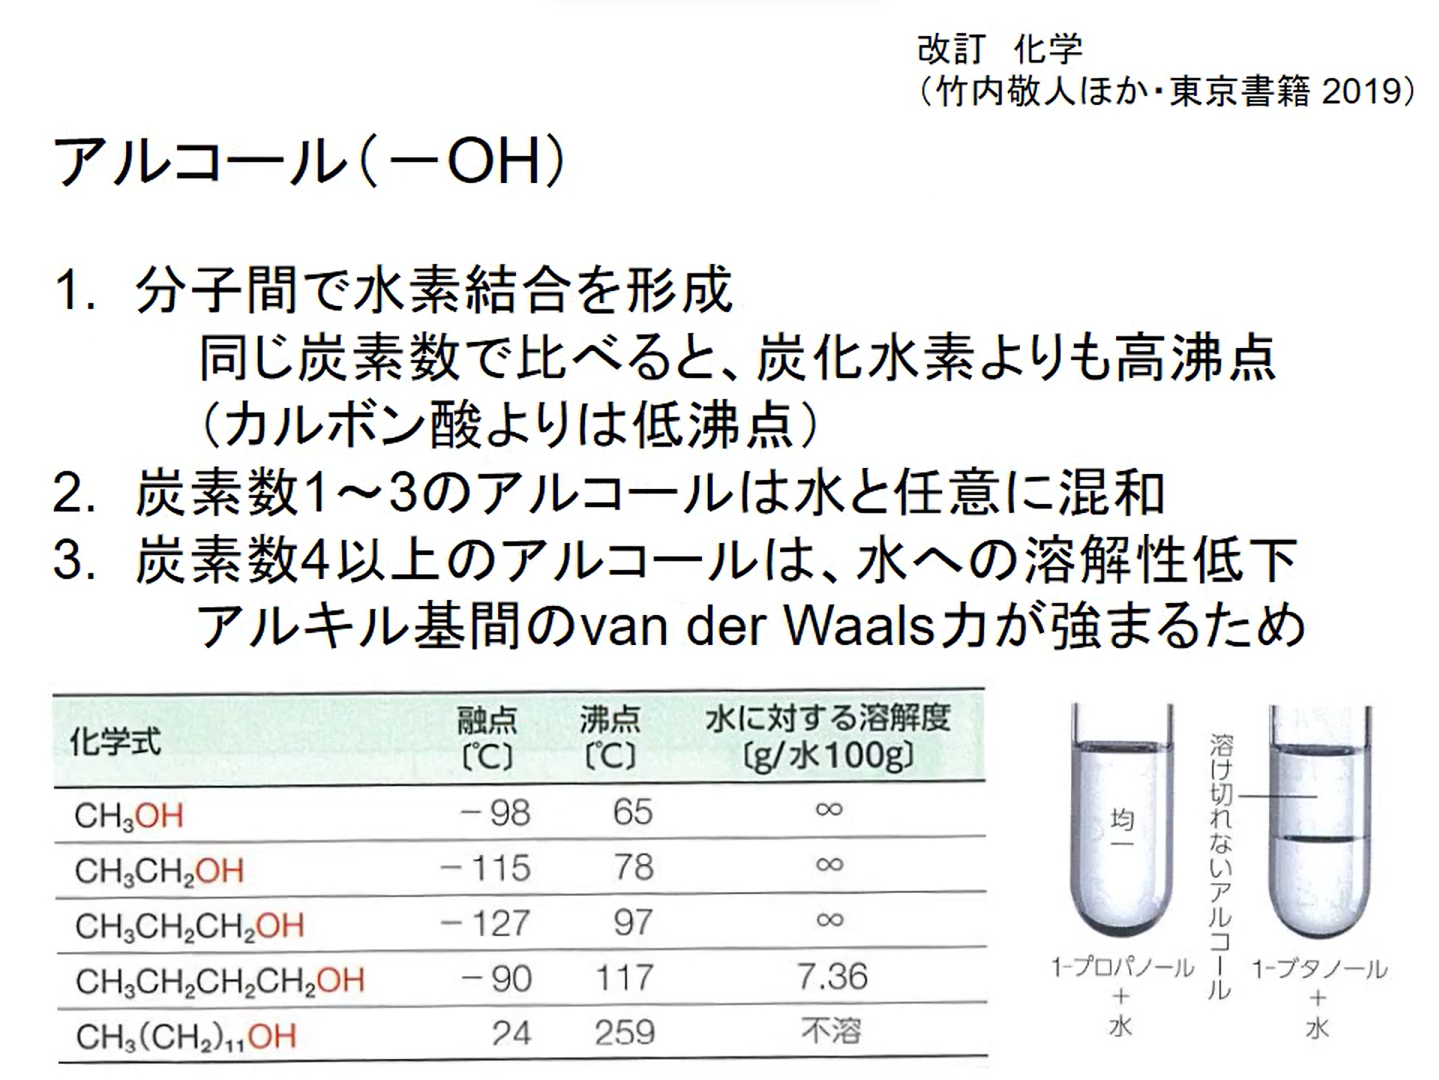 改訂　化学
（竹内敬人ほか・東京書籍 2019）
アルコール（－OH）
1. 分子間で水素結合を形成
同じ炭素数で比べると、炭化水素よりも高沸点
（カルボン酸よりは低沸点）
2. 炭素数1～3のアルコールは水と任意に混和
3. 炭素数4以上のアルコールは、水への溶解性低下
アルキル基間のvan der Waals力が強まるため
化学式 融点〔℃〕 沸点〔℃〕 水に対する溶解度〔g/水100g〕
CH₃OH －98 65 ∞
CH₃CH₂OH －115 78 ∞
CH₃CH₂CH₂OH －127 97 ∞
CH₃CH₂CH₂CH₂OH －90 117 7.36
CH₃(CH₂)₁₁OH 24 259 不溶
均一
溶け切れないアルコール
1-プロパノール
＋
水
1-ブタノール
＋
水